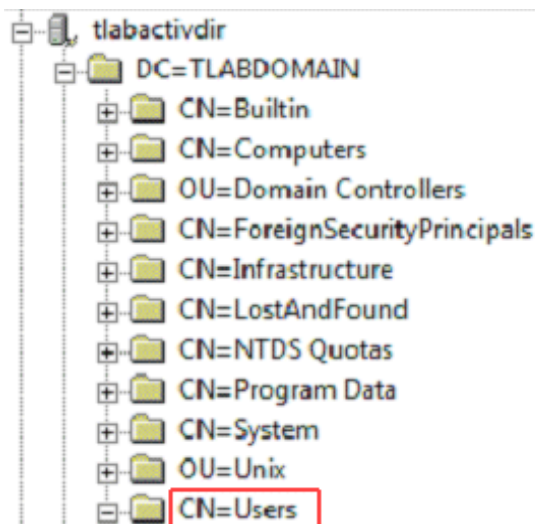 tlabactivdir
DC=TLABDOMAIN
CN=Builtin
CN=Computers
OU=Domain Controllers
CN=ForeignSecurityPrincipals
CN=Infrastructure
CN=LostAndFound
CN=NTDS Quotas
CN=Program Data
CN=System
OU=Unix
CN=Users